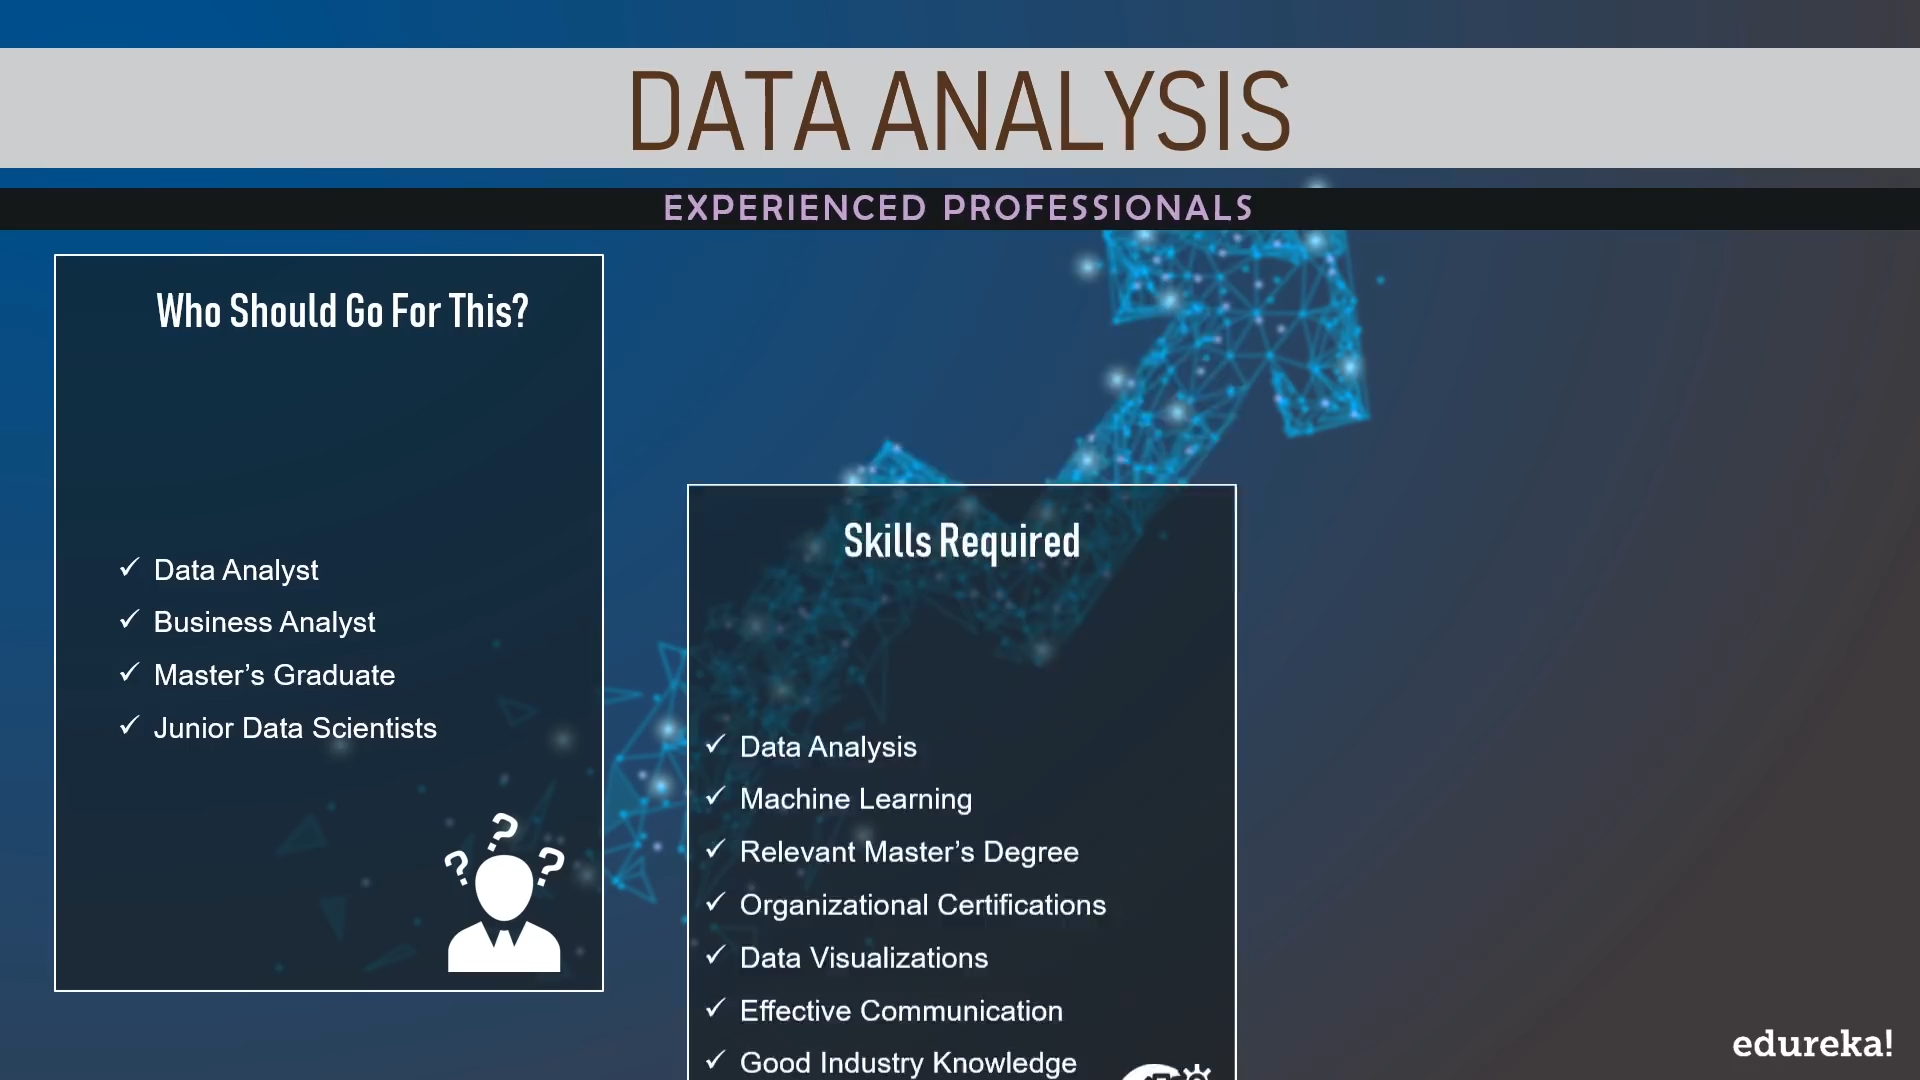 DATA ANALYSIS
EXPERIENCED PROFESSIONALS
Who Should Go For This?
✓ Data Analyst
✓ Business Analyst
✓ Master’s Graduate
✓ Junior Data Scientists
? ? ?
Skills Required
✓ Data Analysis
✓ Machine Learning
✓ Relevant Master’s Degree
✓ Organizational Certifications
✓ Data Visualizations
✓ Effective Communication
✓ Good Industry Knowledge
edureka!